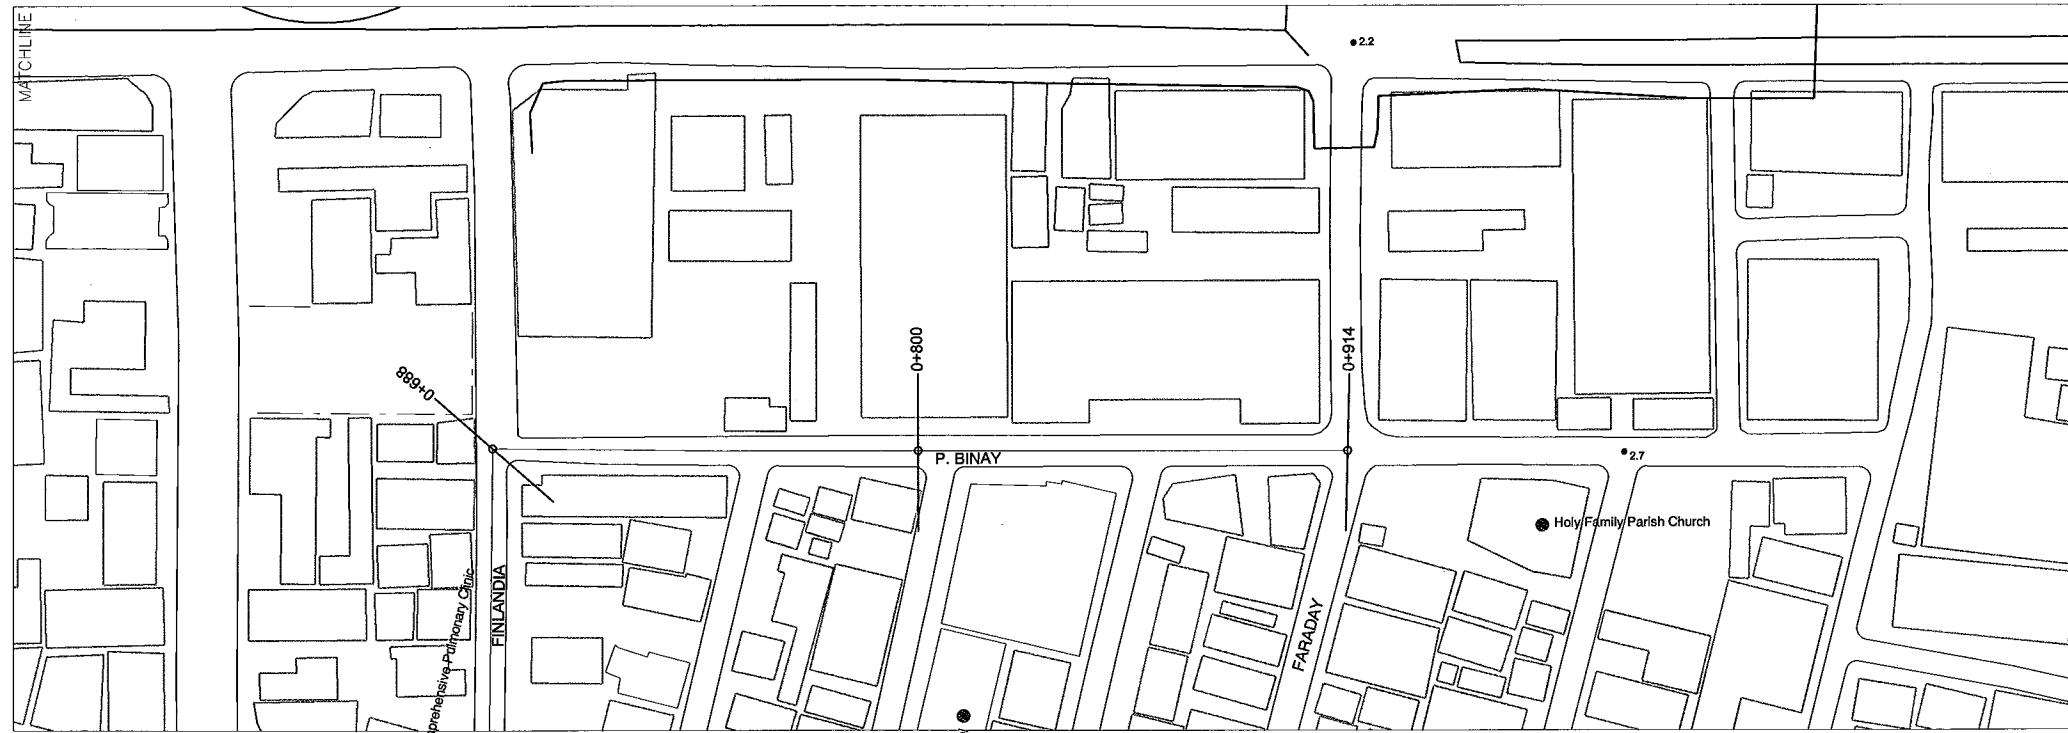 MATCHLINE
2.2
0+688
0+800
0+914
P. BINAY
2.7
Holy Family Parish Church
FINLANDIA
prehensive Pulmonary Clinic
FARADAY